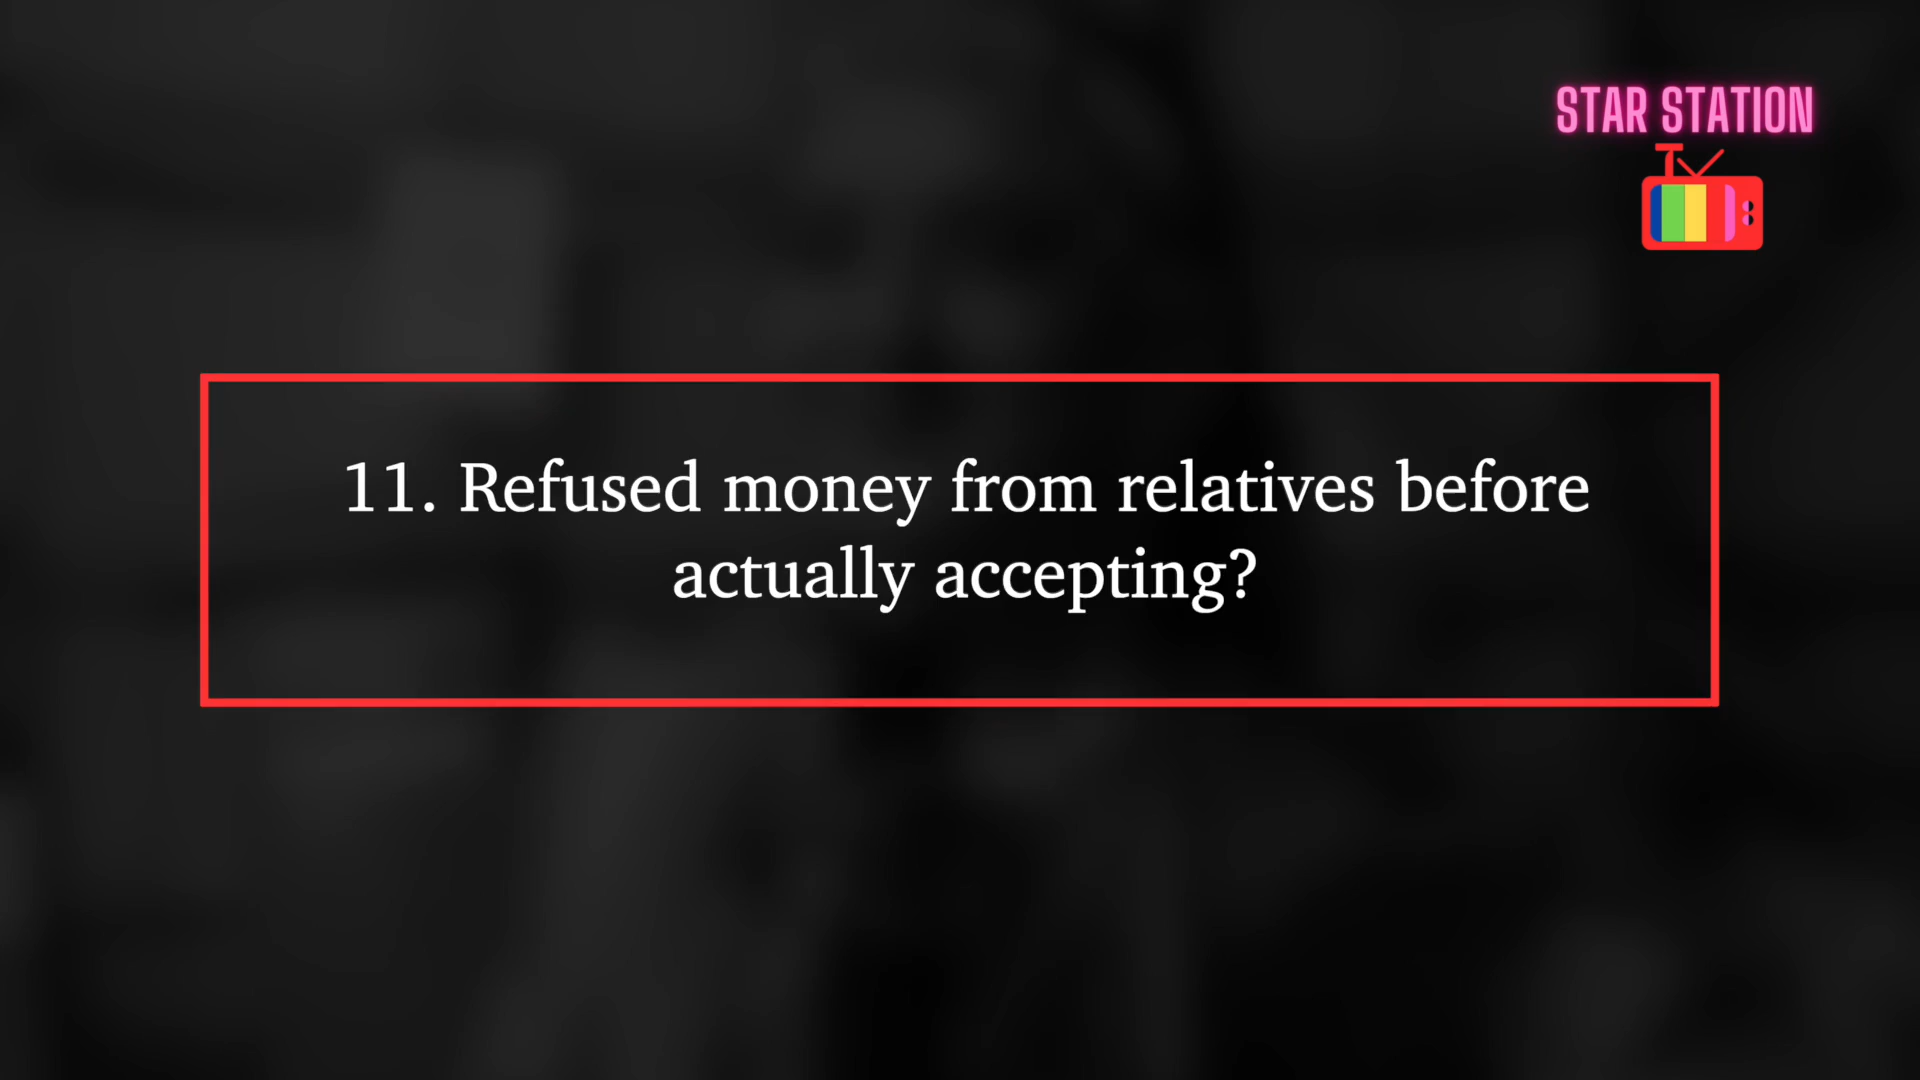 STAR STATION
11. Refused money from relatives before
actually accepting?